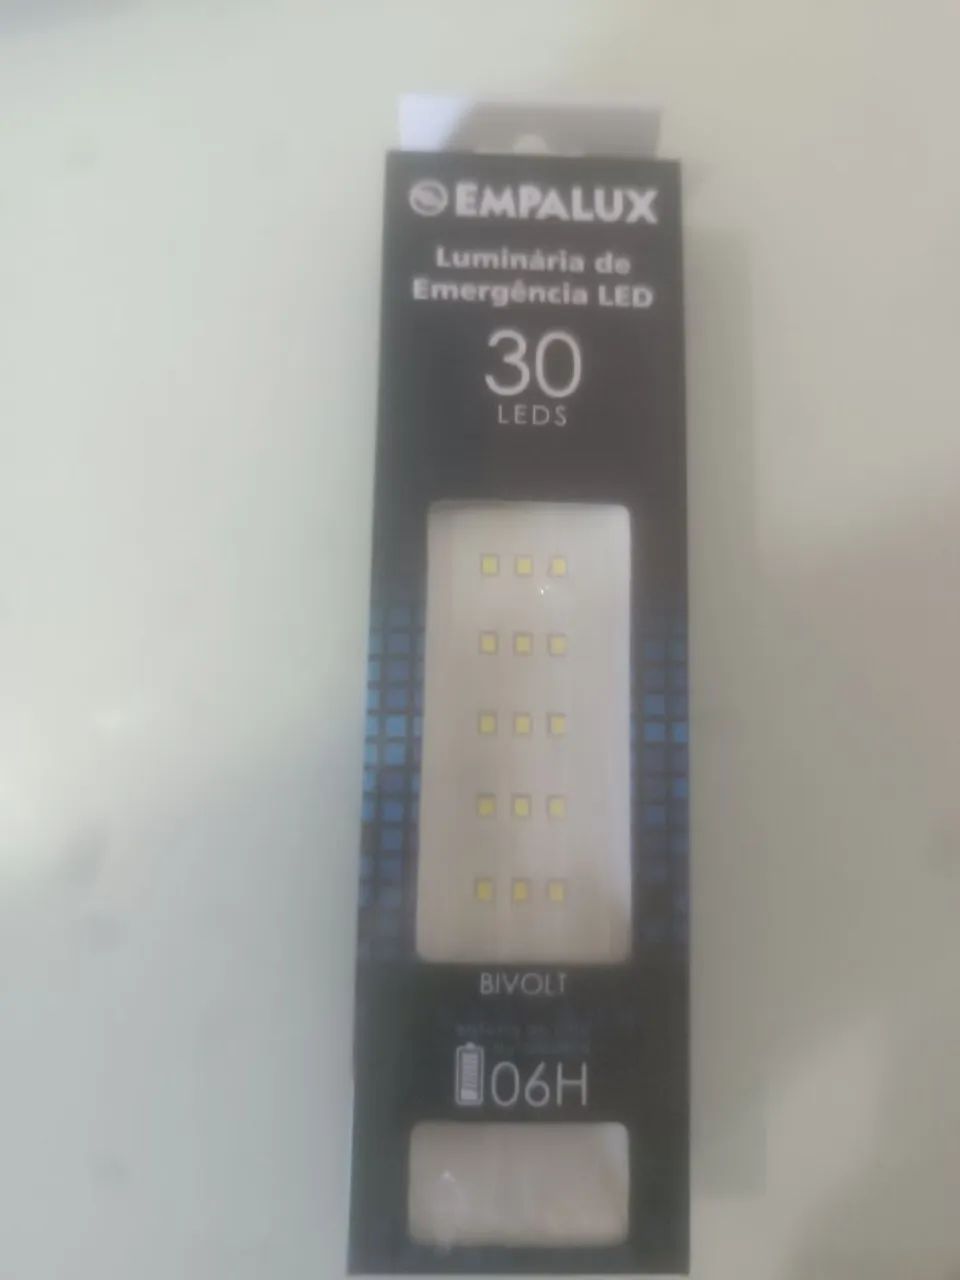 EMPALUX
Luminária de
Emergência LED
30
LEDS
BIVOLT
06H